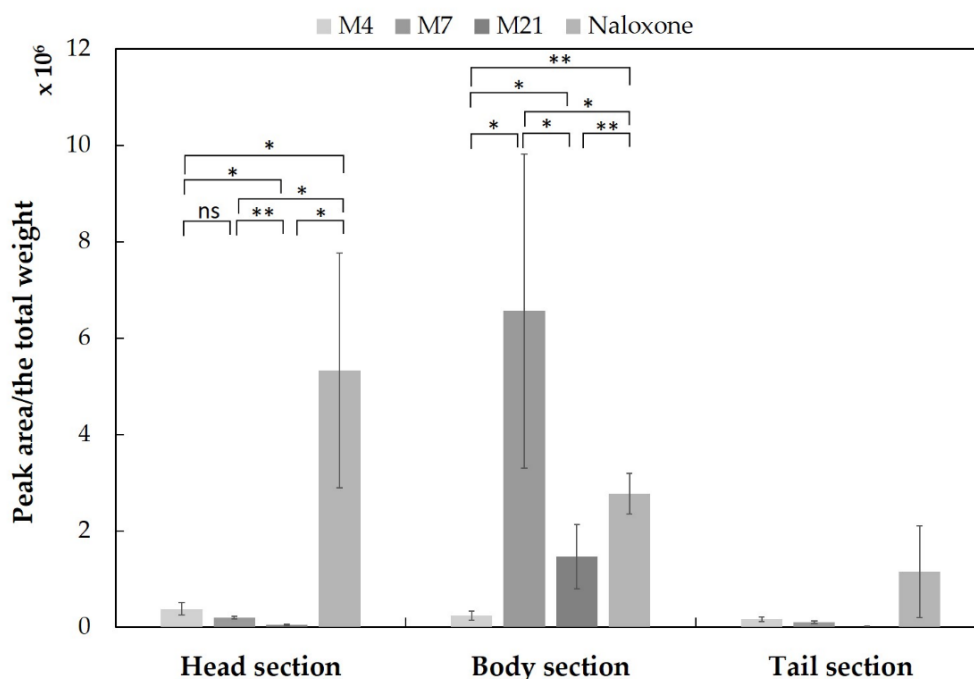 M4 M7 M21 Naloxone
x 10⁶
Peak area/the total weight
12
10
8
6
4
2
0
*
*
*
ns
**
*
**
*
*
*
*
**
Head section
Body section
Tail section